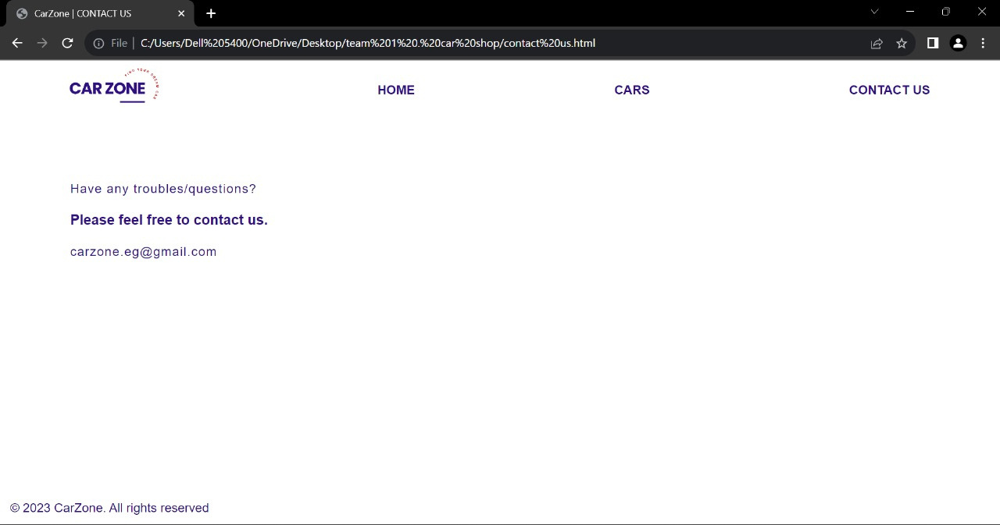 CarZone | CONTACT US
File | C:/Users/Dell%205400/OneDrive/Desktop/team%201%20.%20car%20shop/contact%20us.html
CAR ZONE
FIND YOUR DREAM CAR
HOME
CARS
CONTACT US
Have any troubles/questions?
Please feel free to contact us.
carzone.eg@gmail.com
© 2023 CarZone. All rights reserved